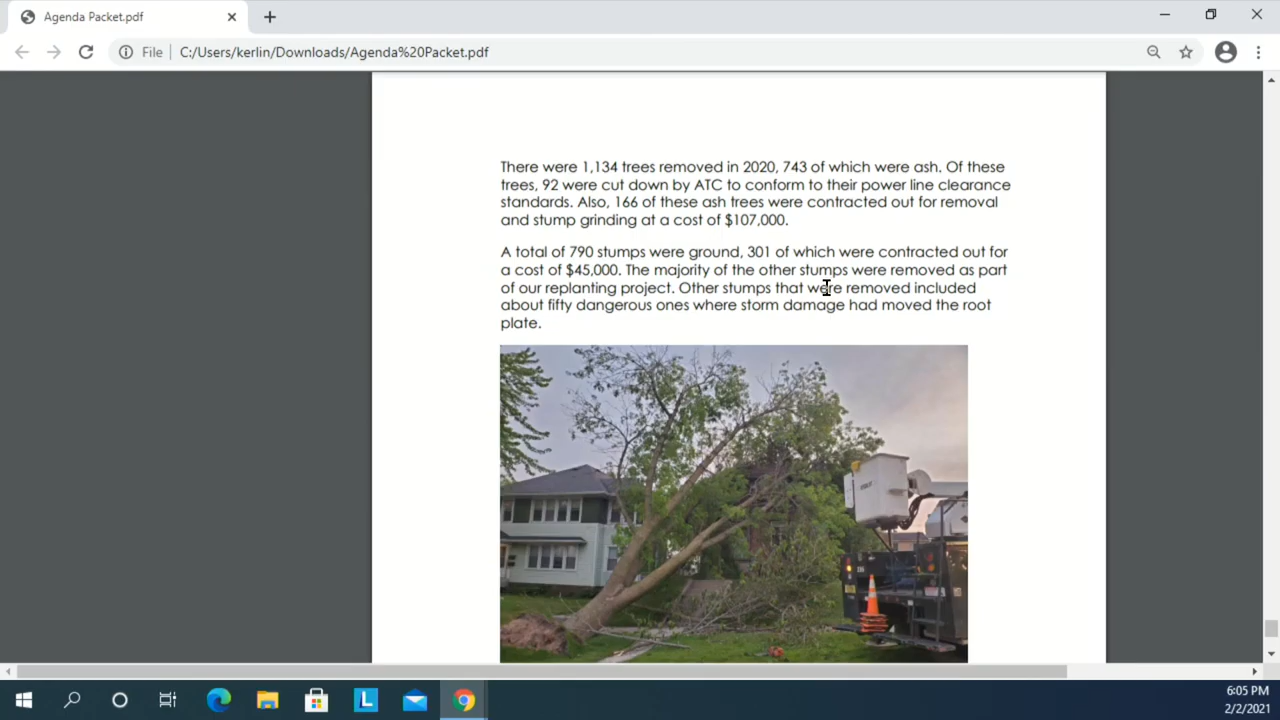 Agenda Packet.pdf
File
C:/Users/kerlin/Downloads/Agenda%20Packet.pdf
There were 1,134 trees removed in 2020, 743 of which were ash. Of these
trees, 92 were cut down by ATC to conform to their power line clearance
standards. Also, 166 of these ash trees were contracted out for removal
and stump grinding at a cost of $107,000.
A total of 790 stumps were ground, 301 of which were contracted out for
a cost of $45,000. The majority of the other stumps were removed as part
of our replanting project. Other stumps that were removed included
about fifty dangerous ones where storm damage had moved the root
plate.
6:05 PM
2/2/2021